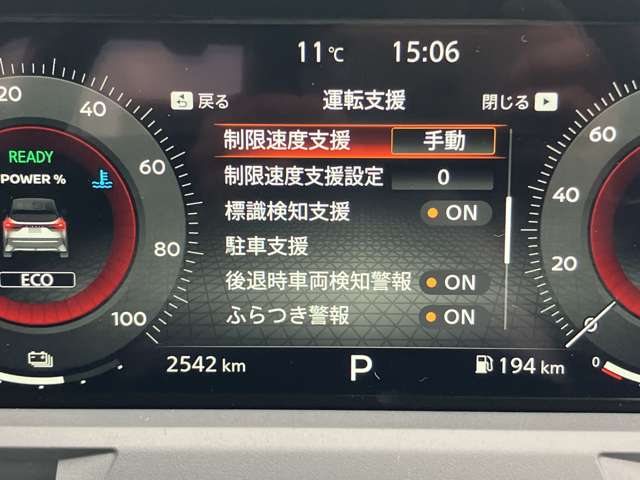 11℃ 15:06
戻る 運転支援 閉じる
制限速度支援 手動
制限速度支援設定 0
標識検知支援 ON
駐車支援
後退時車両検知警報 ON
ふらつき警報 ON
20
40
60
80
100
READY
POWER %
ECO
60
40
20
0
0
2542 km P 194 km